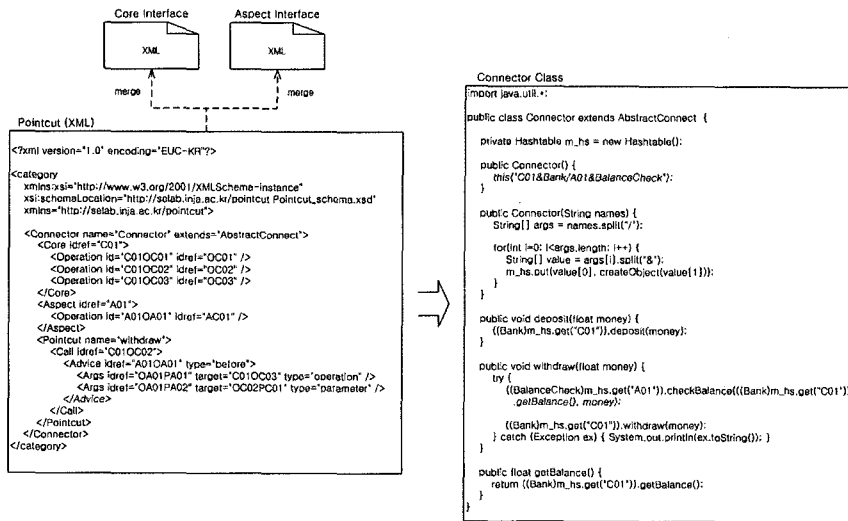 Core Interface
Aspect Interface
XML
XML
merge
merge
Pointcut (XML)
<?xml version="1.0" encoding="EUC-KR"?>
<category
xmlns:xsi="http://www.w3.org/2001/XMLSchema-instance"
xsi:schemaLocation="http://selab.inja.ac.kr/pointcut Pointcut_schema.xsd"
xmlns="http://selab.inja.ac.kr/pointcut">
<Connector name="Connector" extends="AbstractConnect">
<Core idref="C01">
<Operation id="C01OC01" idref="OC01" />
<Operation id="C01OC02" idref="OC02" />
<Operation id="C01OC03" idref="OC03" />
</Core>
<Aspect idref="A01">
<Operation id="A01OA01" idref="AC01" />
</Aspect>
<Pointcut name="withdraw">
<Call idref="C01OC02">
<Advice idref="A01OA01" type="before">
<Args idref="OA01PA01" target="C01OC03" type="operation" />
<Args idref="OA01PA02" target="OC02PC01" type="parameter" />
</Advice>
</Call>
</Pointcut>
</Connector>
</category>
Connector Class
import java.util.*;
public class Connector extends AbstractConnect {
private Hashtable m_hs = new Hashtable();
public Connector() {
this("C01&Bank/A01&BalanceCheck");
}
public Connector(String names) {
String[] args = names.split("/");
for(int i=0; i<args.length; i++) {
String[] value = args[i].split("&");
m_hs.put(value[0], createObject(value[1]));
}
}
public void deposit(float money) {
((Bank)m_hs.get("C01")).deposit(money);
}
public void withdraw(float money) {
try {
((BalanceCheck)m_hs.get("A01")).checkBalance(((Bank)m_hs.get("C01"))
.getBalance(), money);
((Bank)m_hs.get("C01")).withdraw(money);
} catch (Exception ex) { System.out.println(ex.toString()); }
}
public float getBalance() {
return ((Bank)m_hs.get("C01")).getBalance();
}
}